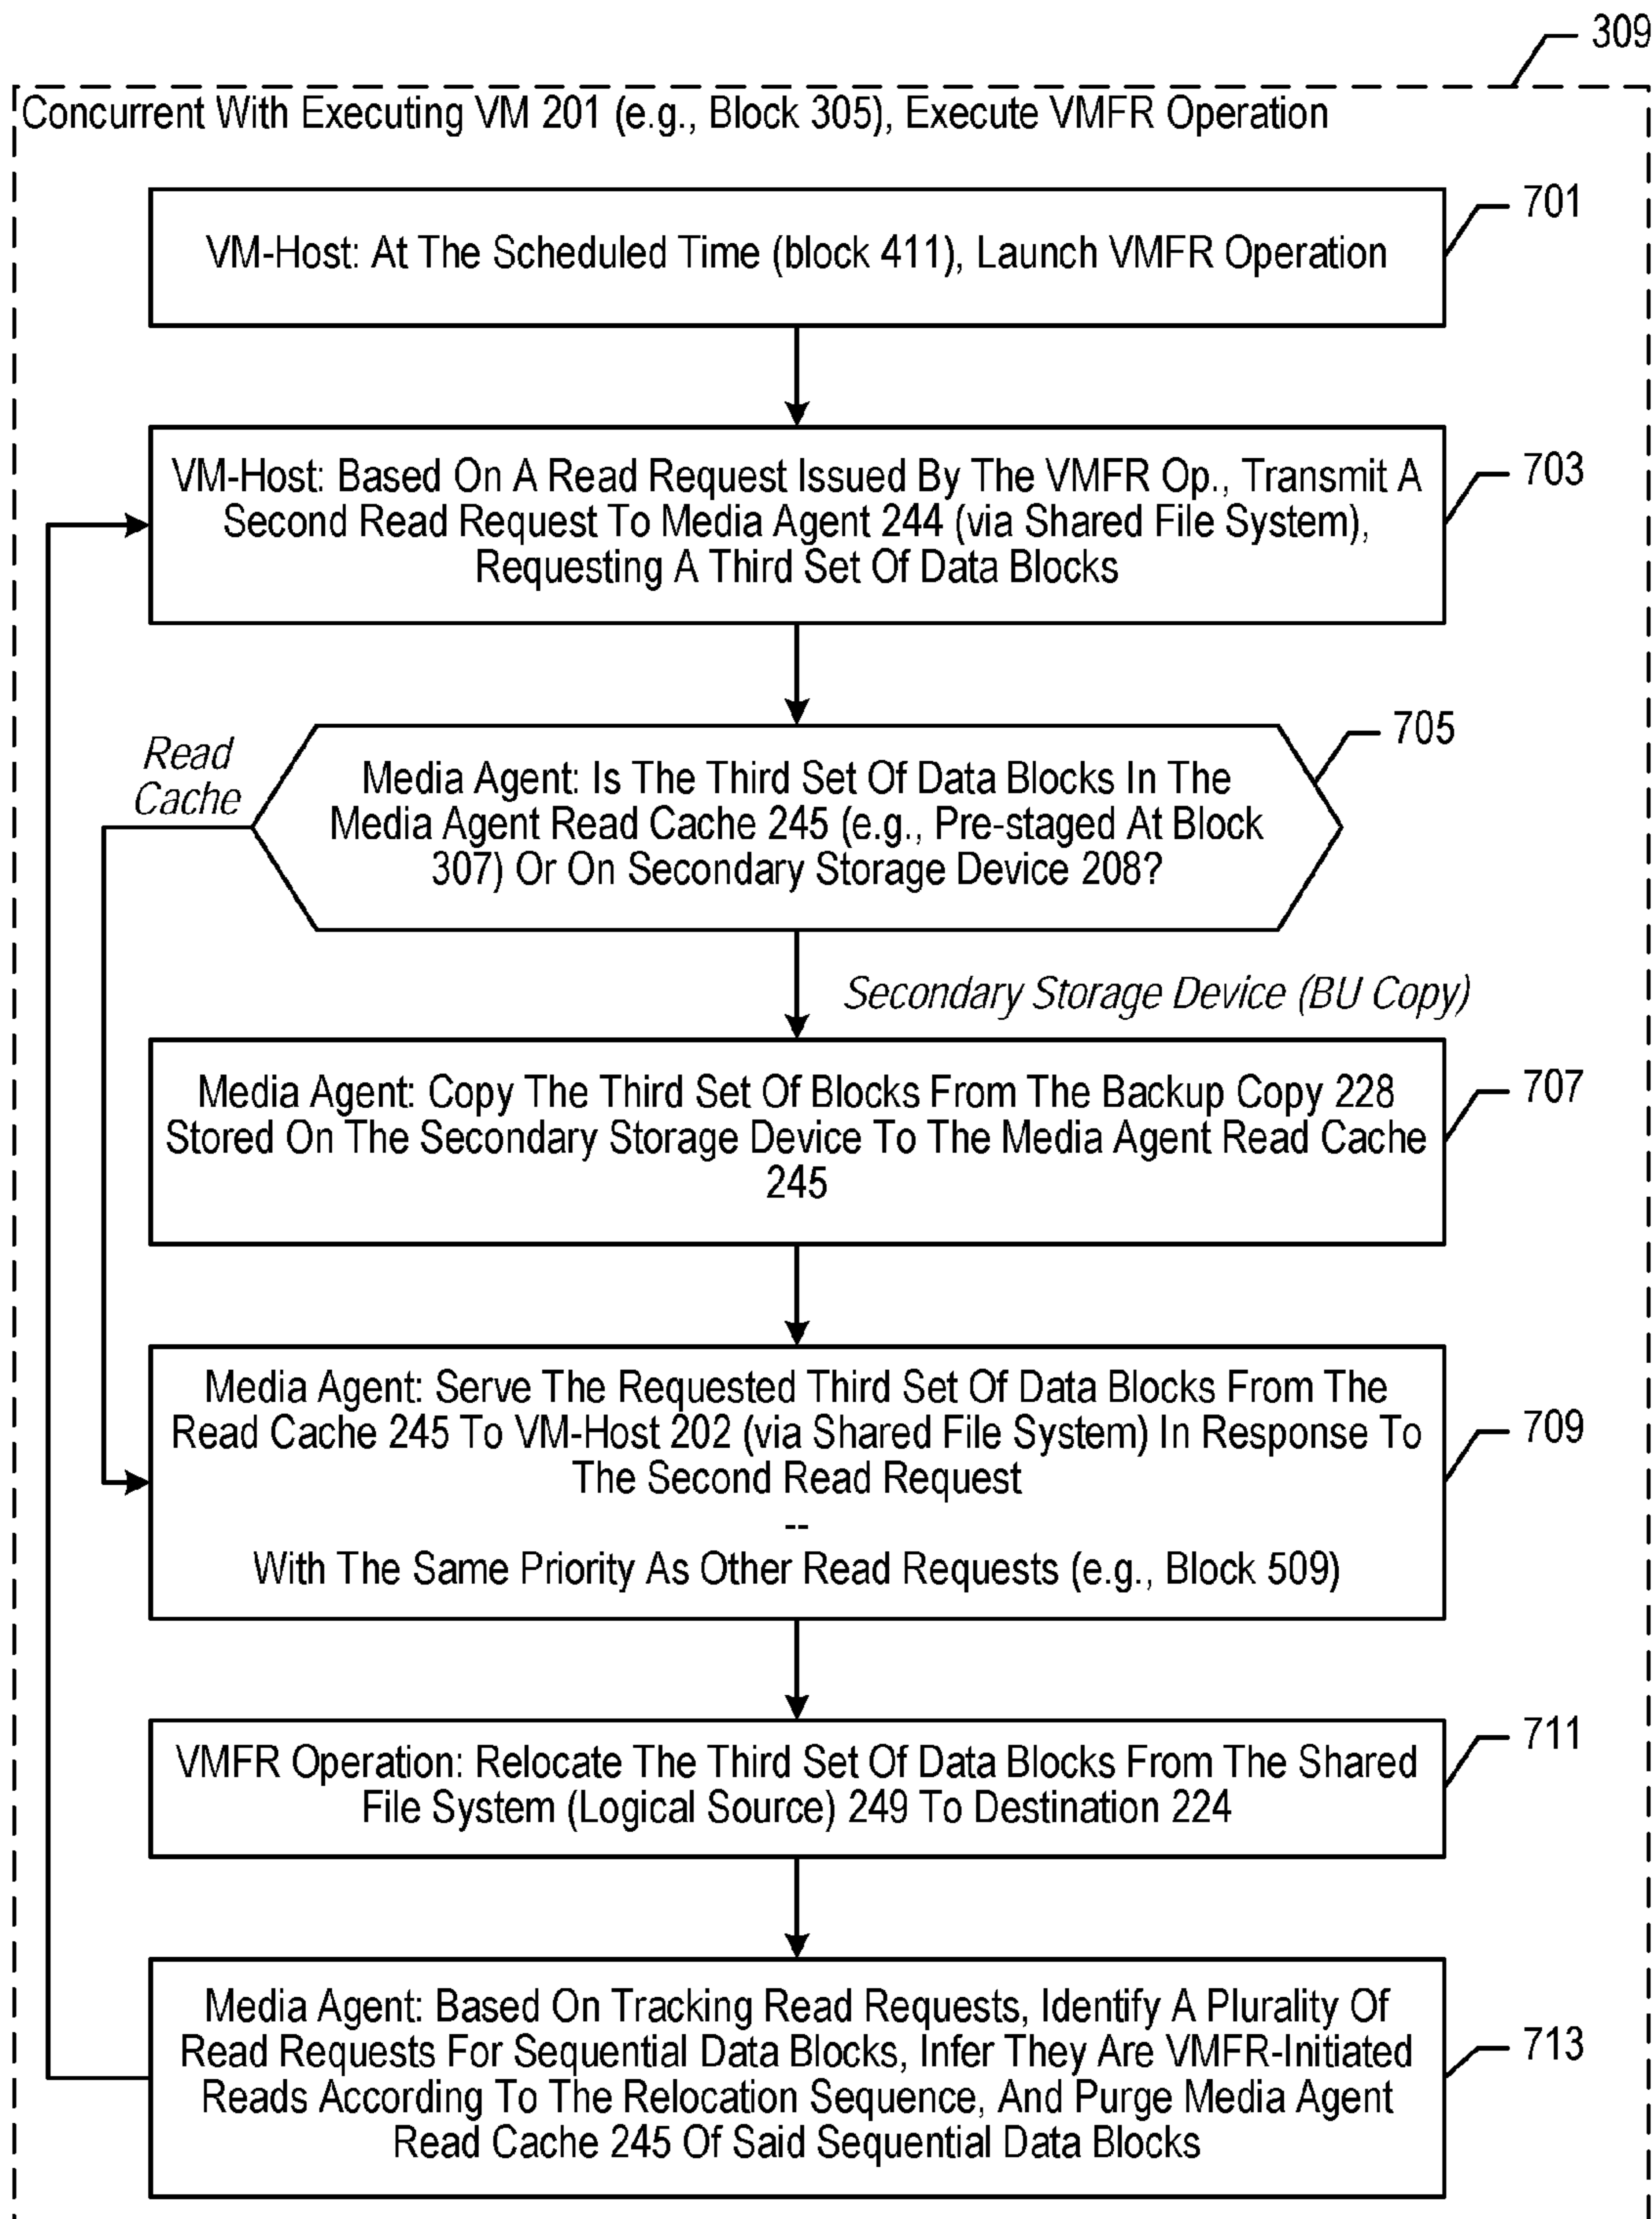 309
Concurrent With Executing VM 201 (e.g., Block 305), Execute VMFR Operation
VM-Host: At The Scheduled Time (block 411), Launch VMFR Operation
701
VM-Host: Based On A Read Request Issued By The VMFR Op., Transmit A
Second Read Request To Media Agent 244 (via Shared File System),
Requesting A Third Set Of Data Blocks
703
Read
Cache
Media Agent: Is The Third Set Of Data Blocks In The
Media Agent Read Cache 245 (e.g., Pre-staged At Block
307) Or On Secondary Storage Device 208?
705
Secondary Storage Device (BU Copy)
Media Agent: Copy The Third Set Of Blocks From The Backup Copy 228
Stored On The Secondary Storage Device To The Media Agent Read Cache
245
707
Media Agent: Serve The Requested Third Set Of Data Blocks From The
Read Cache 245 To VM-Host 202 (via Shared File System) In Response To
The Second Read Request
--
With The Same Priority As Other Read Requests (e.g., Block 509)
709
VMFR Operation: Relocate The Third Set Of Data Blocks From The Shared
File System (Logical Source) 249 To Destination 224
711
Media Agent: Based On Tracking Read Requests, Identify A Plurality Of
Read Requests For Sequential Data Blocks, Infer They Are VMFR-Initiated
Reads According To The Relocation Sequence, And Purge Media Agent
Read Cache 245 Of Said Sequential Data Blocks
713